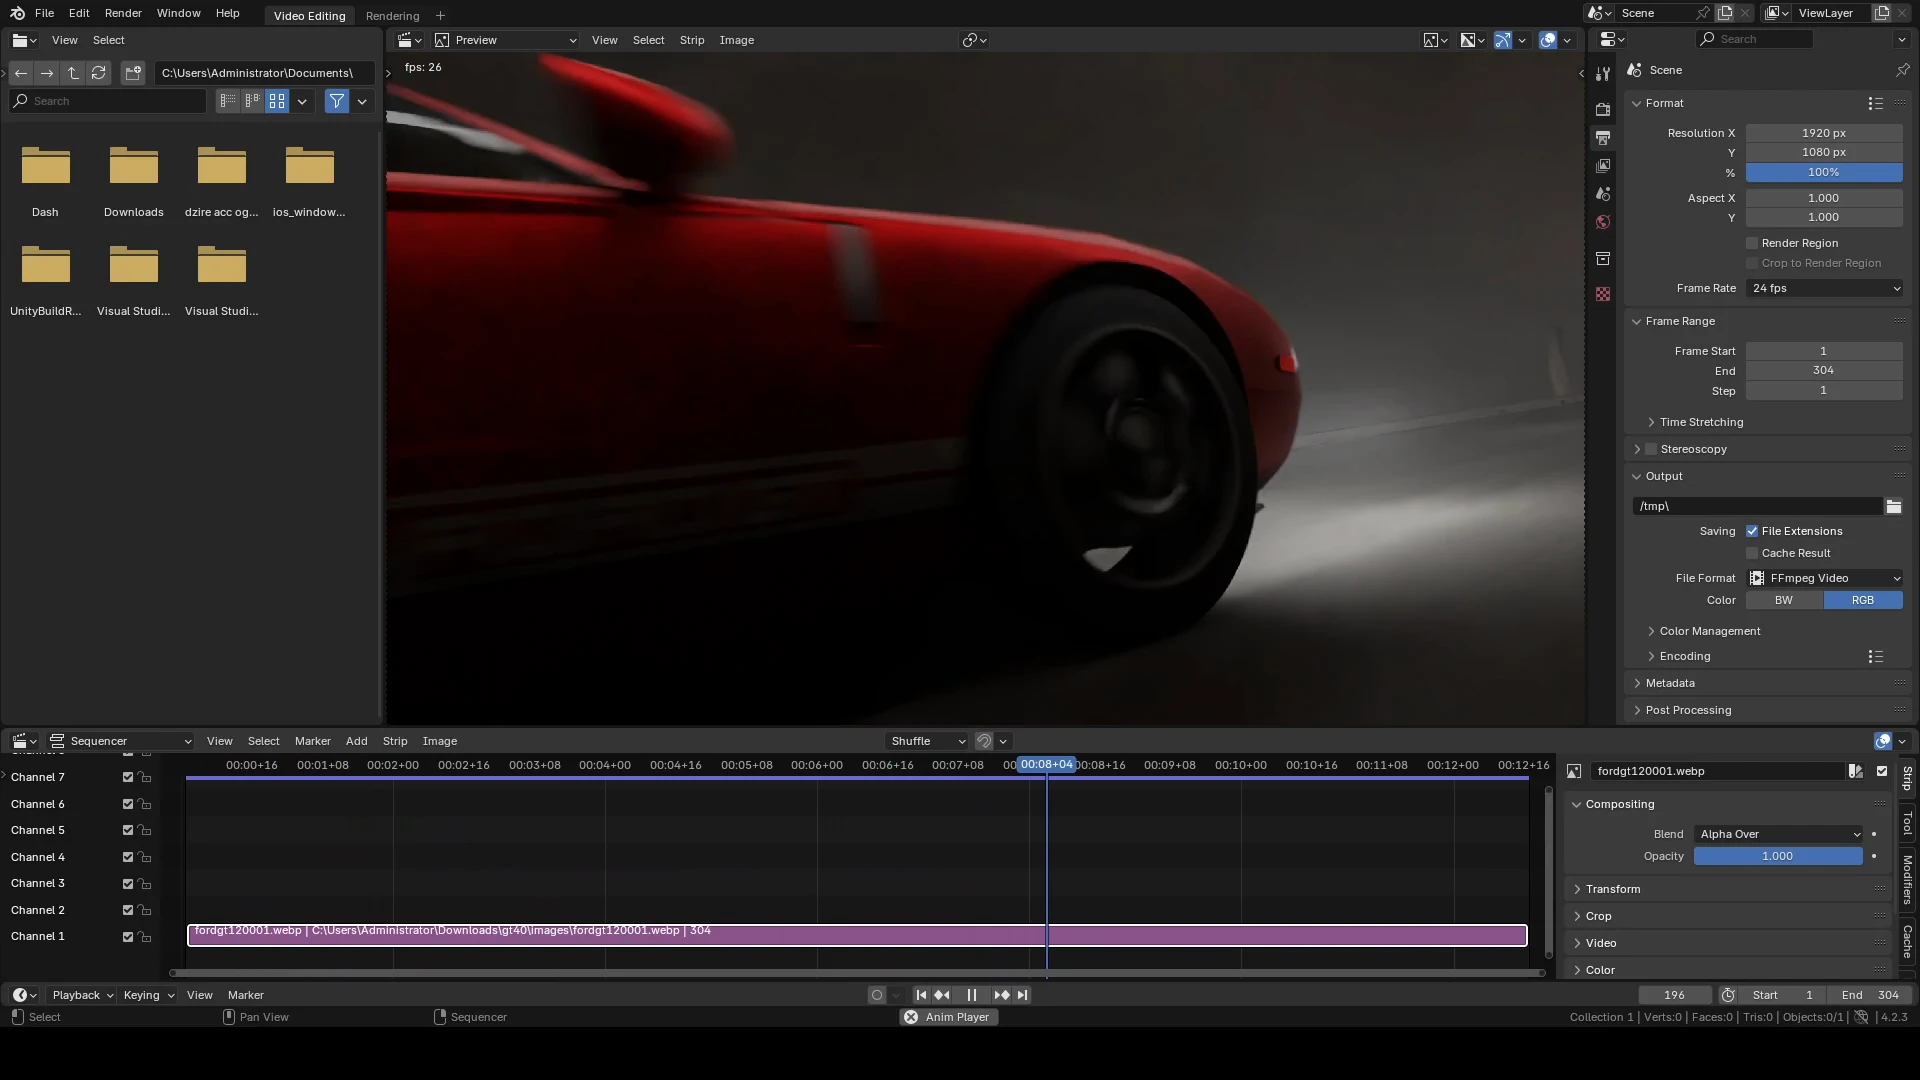 File Edit Render Window Help Video Editing Rendering + Scene ViewLayer
View Select Preview View Select Strip Image Search
C:\Users\Administrator\Documents\ fps: 26 Scene
Search
Format
Resolution X 1920 px
Y 1080 px
% 100%
Aspect X 1.000
Y 1.000
Dash Downloads dzire acc og... ios_window...
Render Region
Crop to Render Region
Frame Rate 24 fps
UnityBuildR... Visual Studi... Visual Studi...
Frame Range
Frame Start 1
End 304
Step 1
Time Stretching
Stereoscopy
Output
/tmp\
Saving File Extensions
Cache Result
File Format FFmpeg Video
Color BW RGB
Color Management
Encoding
Metadata
Post Processing
Sequencer View Select Marker Add Strip Image Shuffle
00:00+16 00:01+08 00:02+00 00:02+16 00:03+08 00:04+00 00:04+16 00:05+08 00:06+00 00:06+16 00:07+08 00:08+04 00:08+16 00:09+08 00:10+00 00:10+16 00:11+08 00:12+00 00:12+16
Channel 7
Channel 6
Channel 5
Channel 4
Channel 3
Channel 2
Channel 1
fordgt120001.webp | C:\Users\Administrator\Downloads\gt40\images\fordgt120001.webp | 304
fordgt120001.webp
Compositing
Blend Alpha Over
Opacity 1.000
Transform
Crop
Video
Color
Strip
Tool
Modifiers
Cache
Playback Keying View Marker 196 Start 1 End 304
Select Pan View Sequencer Anim Player Collection 1 | Verts:0 | Faces:0 | Tris:0 | Objects:0/1 | 4.2.3